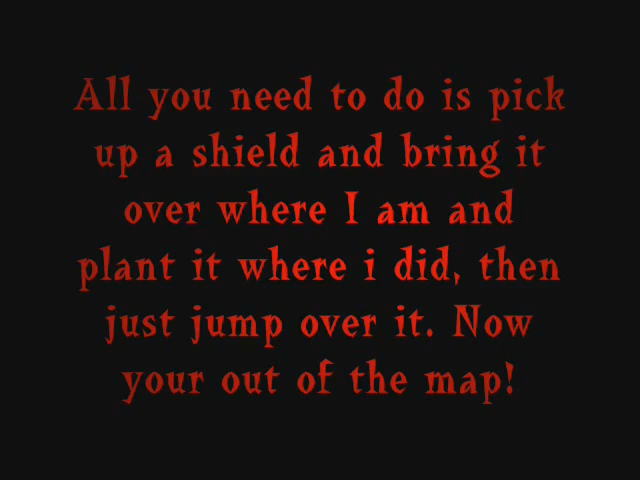 All you need to do is pick
up a shield and bring it
over where I am and
plant it where i did, then
just jump over it. Now
your out of the map!